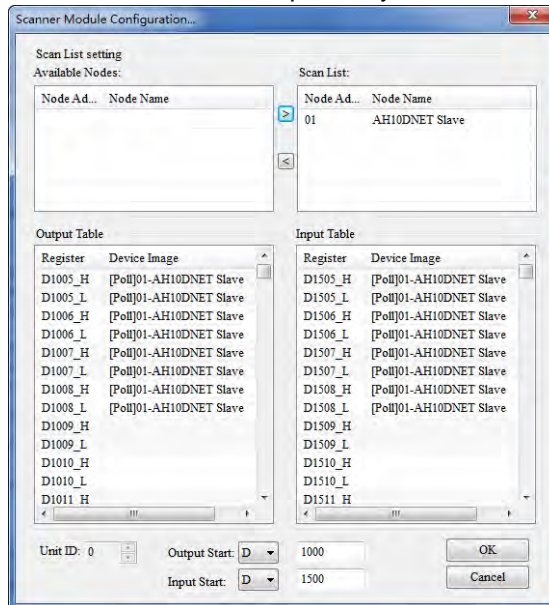 Scanner Module Configuration...
Scan List setting
Available Nodes:
Scan List:
Node Ad... Node Name
Node Ad... Node Name
01 AH10DNET Slave
>
<
Output Table
Input Table
Register Device Image
D1005_H [Poll]01-AH10DNET Slave
D1005_L [Poll]01-AH10DNET Slave
D1006_H [Poll]01-AH10DNET Slave
D1006_L [Poll]01-AH10DNET Slave
D1007_H [Poll]01-AH10DNET Slave
D1007_L [Poll]01-AH10DNET Slave
D1008_H [Poll]01-AH10DNET Slave
D1008_L [Poll]01-AH10DNET Slave
D1009_H
D1009_L
D1010_H
D1010_L
D1011_H
Register Device Image
D1505_H [Poll]01-AH10DNET Slave
D1505_L [Poll]01-AH10DNET Slave
D1506_H [Poll]01-AH10DNET Slave
D1506_L [Poll]01-AH10DNET Slave
D1507_H [Poll]01-AH10DNET Slave
D1507_L [Poll]01-AH10DNET Slave
D1508_H [Poll]01-AH10DNET Slave
D1508_L [Poll]01-AH10DNET Slave
D1509_H
D1509_L
D1510_H
D1510_L
D1511_H
Unit ID: 0
Output Start: D 1000
OK
Input Start: D 1500
Cancel